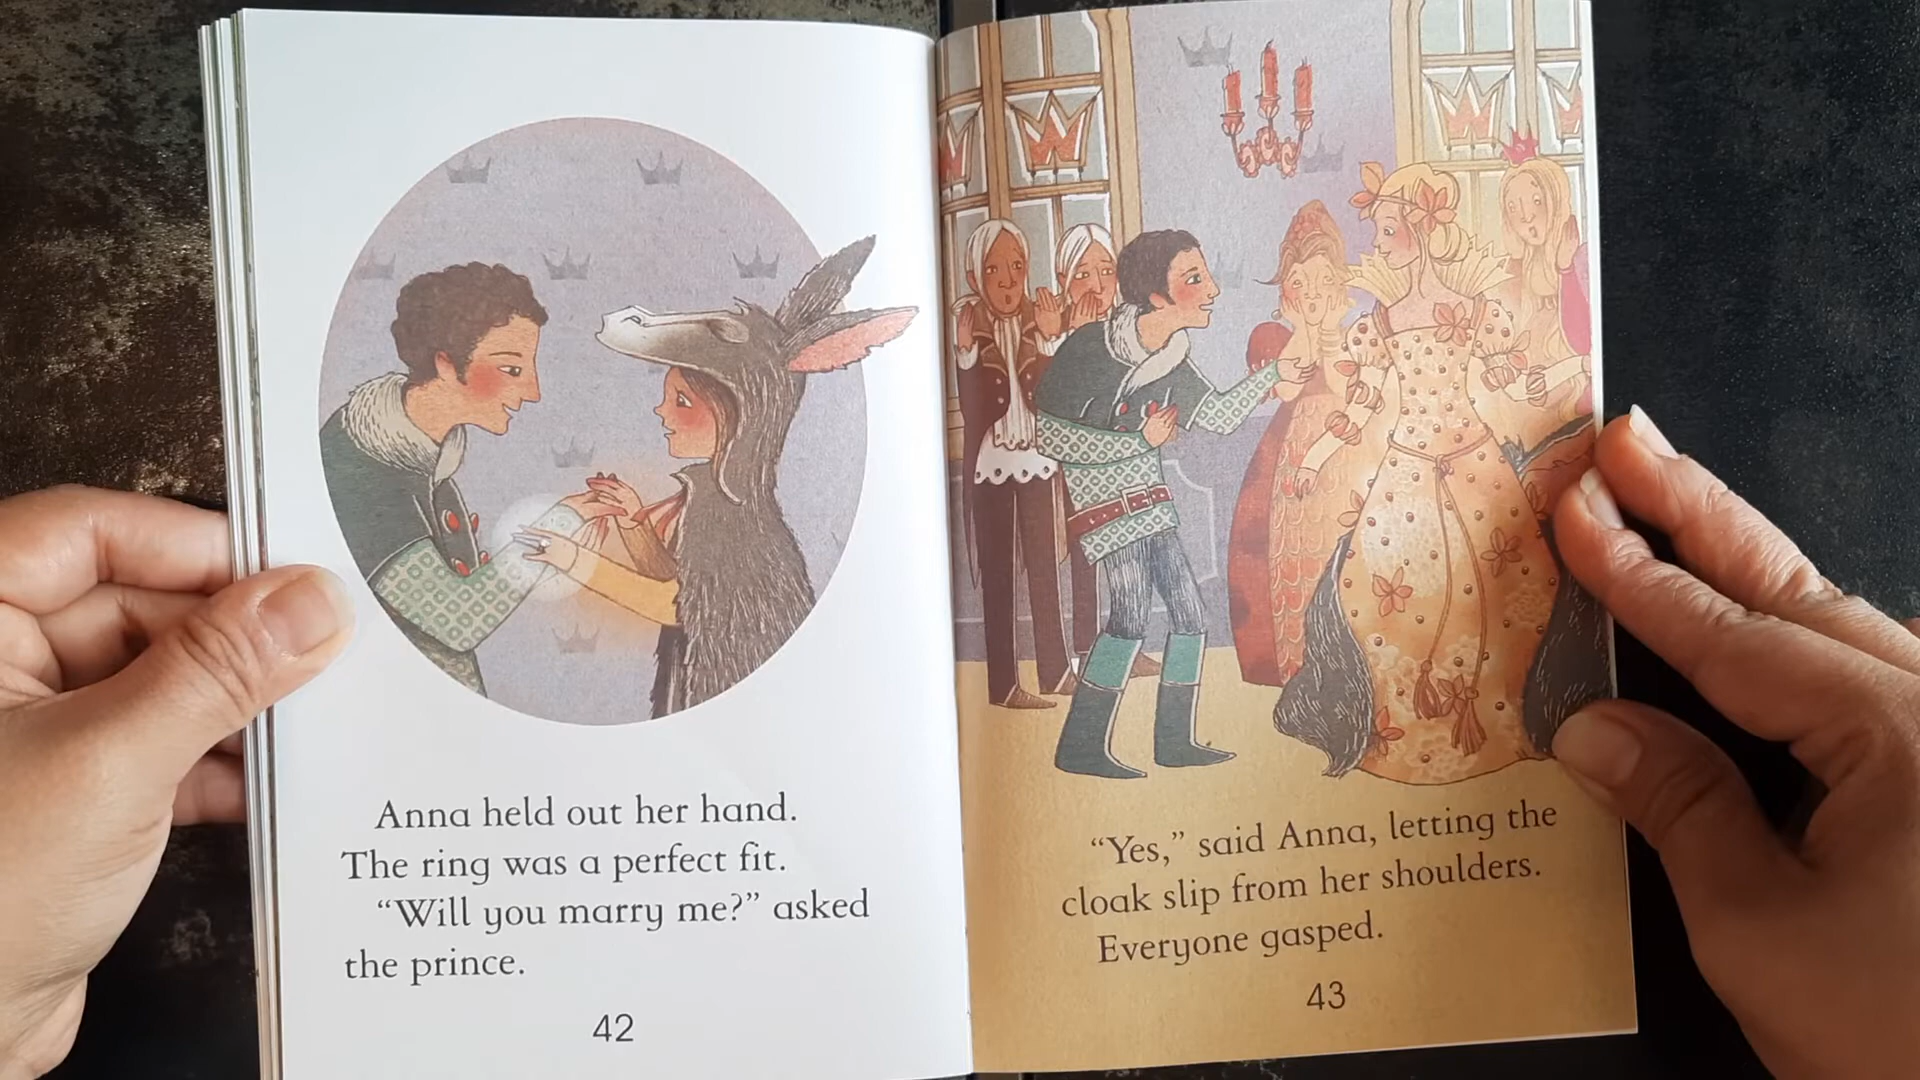 Anna held out her hand.
The ring was a perfect fit.
“Will you marry me?” asked
the prince.
42
“Yes,” said Anna, letting the
cloak slip from her shoulders.
Everyone gasped.
43